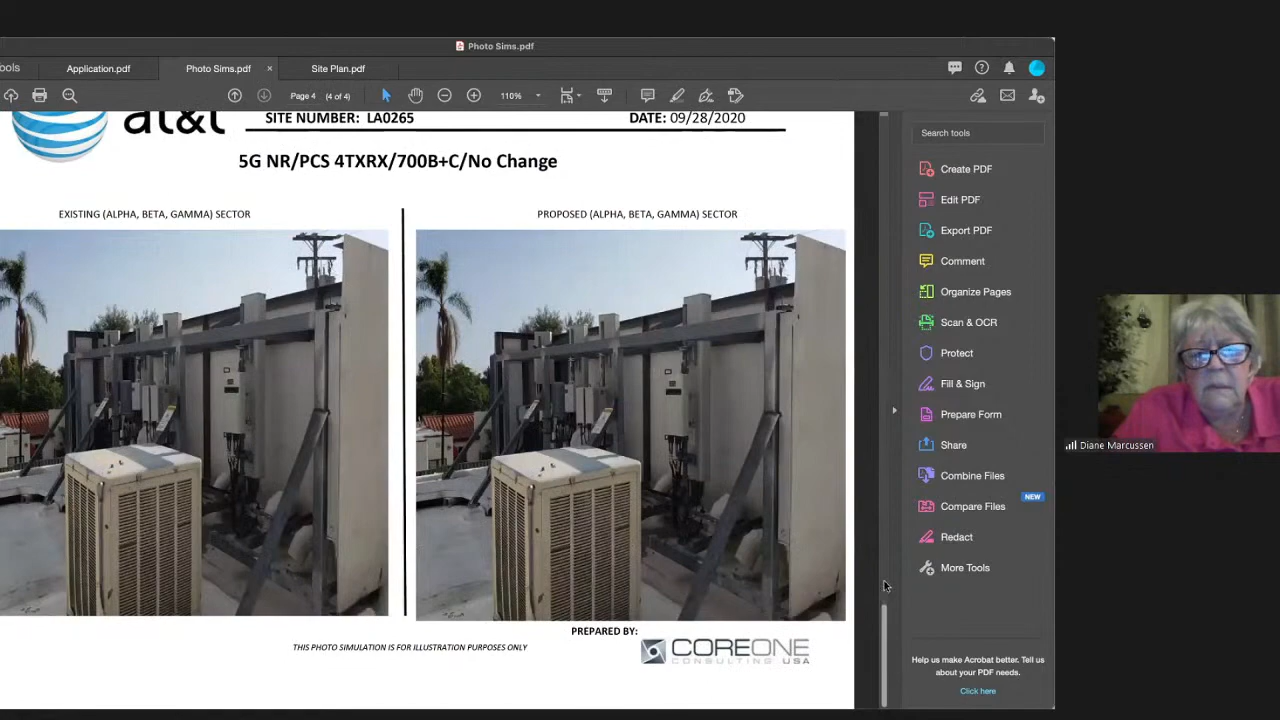 Photo Sims.pdf
ools
Application.pdf
Photo Sims.pdf
×
Site Plan.pdf
Page 4 (4 of 4)
110%
at&t
SITE NUMBER: LA0265
DATE: 09/28/2020
5G NR/PCS 4TXRX/700B+C/No Change
EXISTING (ALPHA, BETA, GAMMA) SECTOR
PROPOSED (ALPHA, BETA, GAMMA) SECTOR
PREPARED BY:
THIS PHOTO SIMULATION IS FOR ILLUSTRATION PURPOSES ONLY
COREONE
CONSULTING USA
Search tools
Create PDF
Edit PDF
Export PDF
Comment
Organize Pages
Scan & OCR
Protect
Fill & Sign
Prepare Form
Share
Combine Files
NEW
Compare Files
Redact
More Tools
Help us make Acrobat better. Tell us
about your PDF needs.
Click here
Diane Marcussen